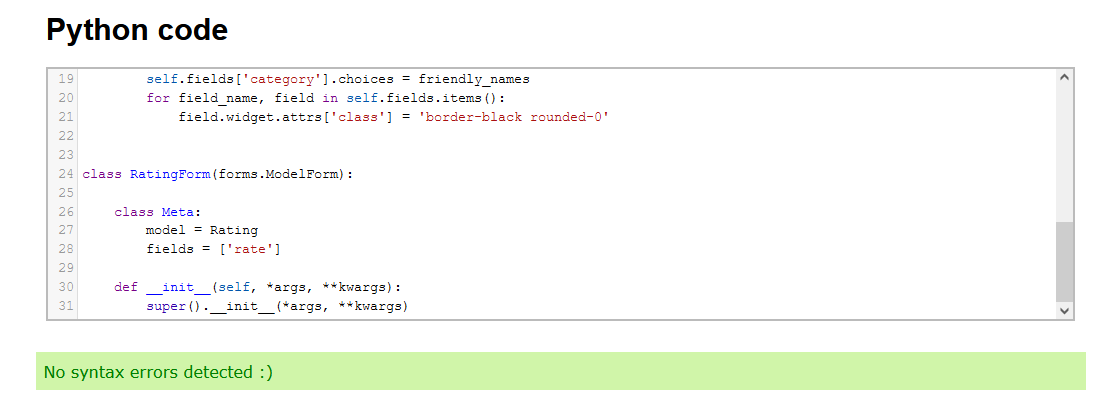 Python code
19 self.fields['category'].choices = friendly_names
20 for field_name, field in self.fields.items():
21 field.widget.attrs['class'] = 'border-black rounded-0'
22
23
24 class RatingForm(forms.ModelForm):
25
26 class Meta:
27 model = Rating
28 fields = ['rate']
29
30 def __init__(self, *args, **kwargs):
31 super().__init__(*args, **kwargs)
No syntax errors detected :)